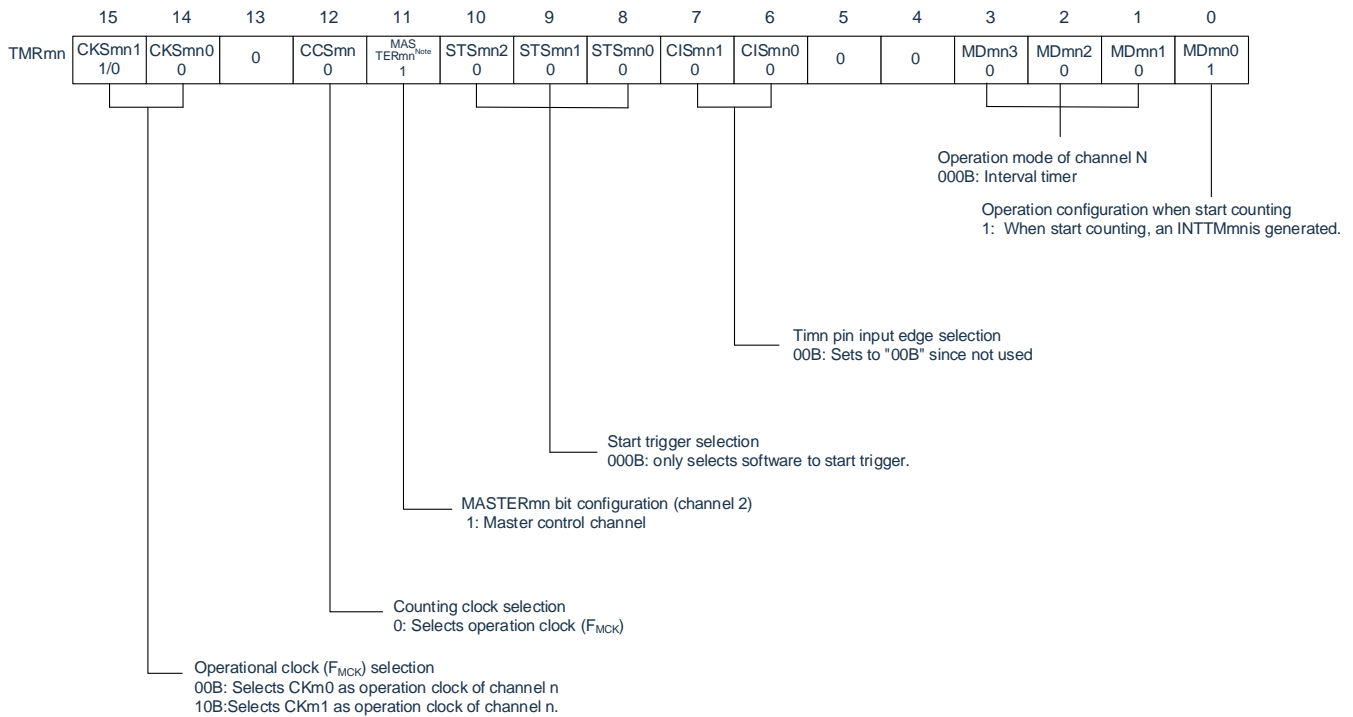 15 14 13 12 11 10 9 8 7 6 5 4 3 2 1 0
TMRmn
CKSmn1 CKSmn0 0 CCSmn MAS TERmn Note STSmn2 STSmn1 STSmn0 CISmn1 CISmn0 0 0 MDmn3 MDmn2 MDmn1 MDmn0
1/0 0 0 1 0 0 0 0 0 0 0 0 1
Operation mode of channel N
000B: Interval timer
Operation configuration when start counting
1: When start counting, an INTTMmnis generated.
Timn pin input edge selection
00B: Sets to "00B" since not used
Start trigger selection
000B: only selects software to start trigger.
MASTERmn bit configuration (channel 2)
1: Master control channel
Counting clock selection
0: Selects operation clock (FMCK)
Operational clock (FMCK) selection
00B: Selects CKm0 as operation clock of channel n
10B:Selects CKm1 as operation clock of channel n.